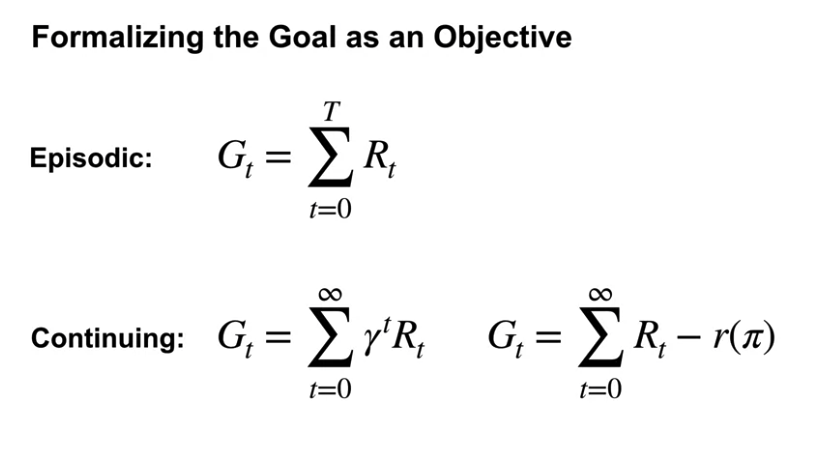 Formalizing the Goal as an Objective
Episodic: G_t = \sum_{t=0}^{T} R_t
Continuing: G_t = \sum_{t=0}^{\infty} \gamma^t R_t G_t = \sum_{t=0}^{\infty} R_t - r(\pi)